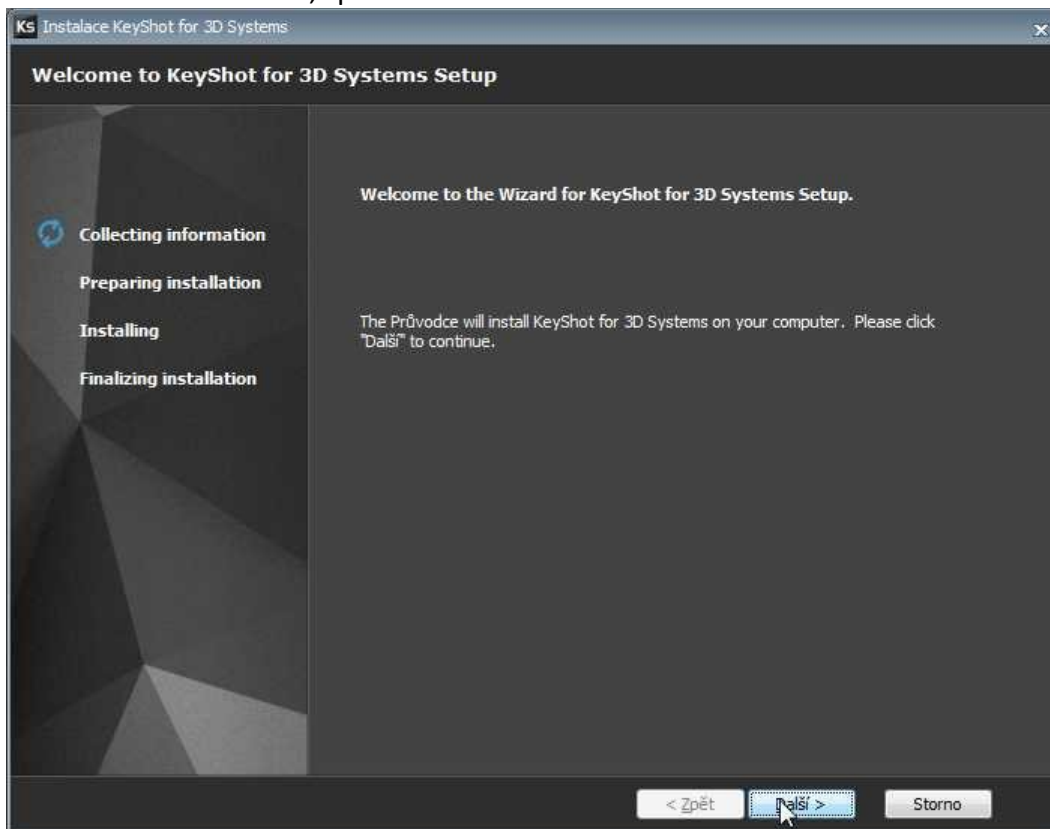 Ks Instalace KeyShot for 3D Systems
Welcome to KeyShot for 3D Systems Setup
Welcome to the Wizard for KeyShot for 3D Systems Setup.
Collecting information
Preparing installation
Installing
Finalizing installation
The Průvodce will install KeyShot for 3D Systems on your computer. Please click
"Další" to continue.
< Zpět Další > Storno